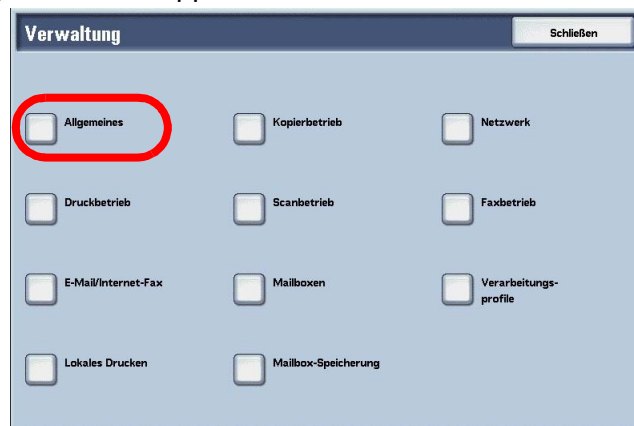 Verwaltung
Schließen
Allgemeines
Kopierbetrieb
Netzwerk
Druckbetrieb
Scanbetrieb
Faxbetrieb
E-Mail/Internet-Fax
Mailboxen
Verarbeitungs-
profile
Lokales Drucken
Mailbox-Speicherung